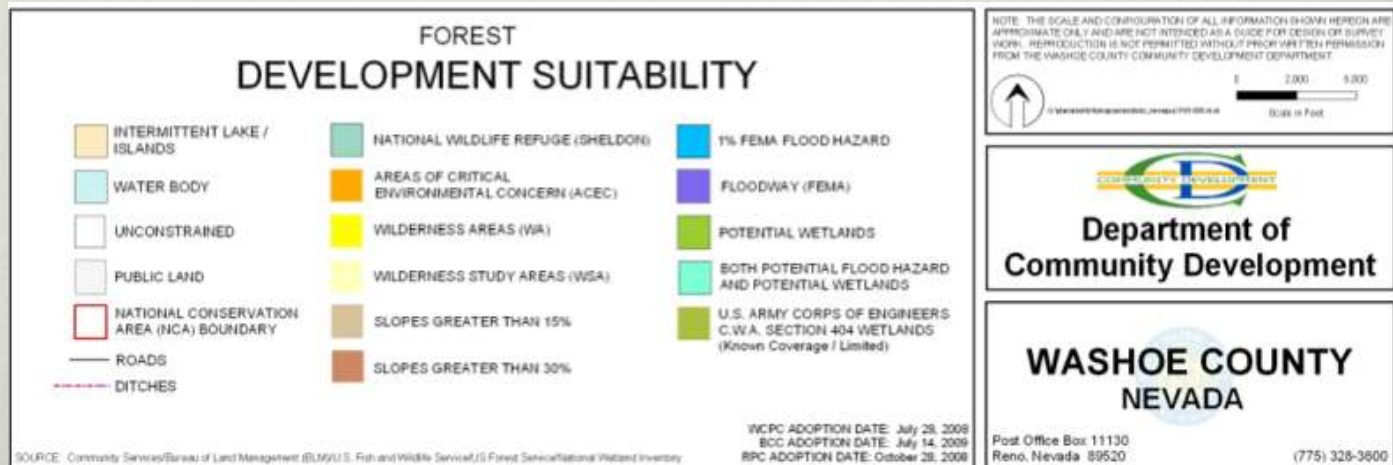 FOREST
DEVELOPMENT SUITABILITY
INTERMITTENT LAKE /
ISLANDS
WATER BODY
UNCONSTRAINED
PUBLIC LAND
NATIONAL CONSERVATION
AREA (NCA) BOUNDARY
ROADS
DITCHES
NATIONAL WILDLIFE REFUGE (SHELDON)
AREAS OF CRITICAL
ENVIRONMENTAL CONCERN (ACEC)
WILDERNESS AREAS (WA)
WILDERNESS STUDY AREAS (WSA)
SLOPES GREATER THAN 15%
SLOPES GREATER THAN 30%
1% FEMA FLOOD HAZARD
FLOODWAY (FEMA)
POTENTIAL WETLANDS
BOTH POTENTIAL FLOOD HAZARD
AND POTENTIAL WETLANDS
U.S. ARMY CORPS OF ENGINEERS
C.W.A. SECTION 404 WETLANDS
(Known Coverage / Limited)
WCPC ADOPTION DATE: July 28, 2008
BCC ADOPTION DATE: July 14, 2009
RPC ADOPTION DATE: October 28, 2008
SOURCE: Community Services/Bureau of Land Management (BLM)/U.S. Fish and Wildlife Service/US Forest Service/National Wetland Inventory
NOTE: THE SCALE AND CONFIGURATION OF ALL INFORMATION SHOWN HEREON ARE
APPROXIMATE ONLY AND ARE NOT INTENDED AS A GUIDE FOR DESIGN OR SURVEY
WORK. REPRODUCTION IS NOT PERMITTED WITHOUT PRIOR WRITTEN PERMISSION
FROM THE WASHOE COUNTY COMMUNITY DEVELOPMENT DEPARTMENT.
2,000
Scale in Feet
COMMUNITY DEVELOPMENT
Department of
Community Development
WASHOE COUNTY
NEVADA
Post Office Box 11130
Reno, Nevada 89520
(775) 328-3600